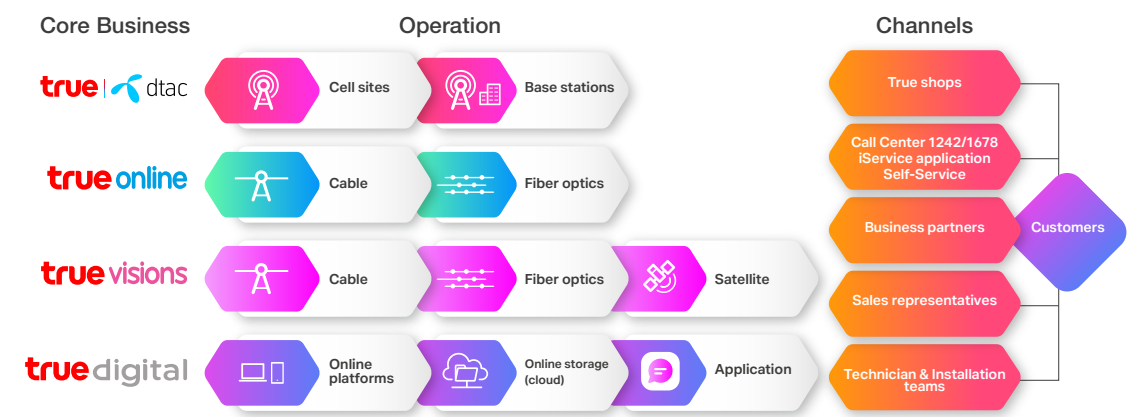 Core Business
Operation
Channels
true dtac
Cell sites
Base stations
true online
Cable
Fiber optics
true visions
Cable
Fiber optics
Satellite
true digital
Online
platforms
Online storage
(cloud)
Application
True shops
Call Center 1242/1678
iService application
Self-Service
Business partners
Sales representatives
Technician & Installation
teams
Customers